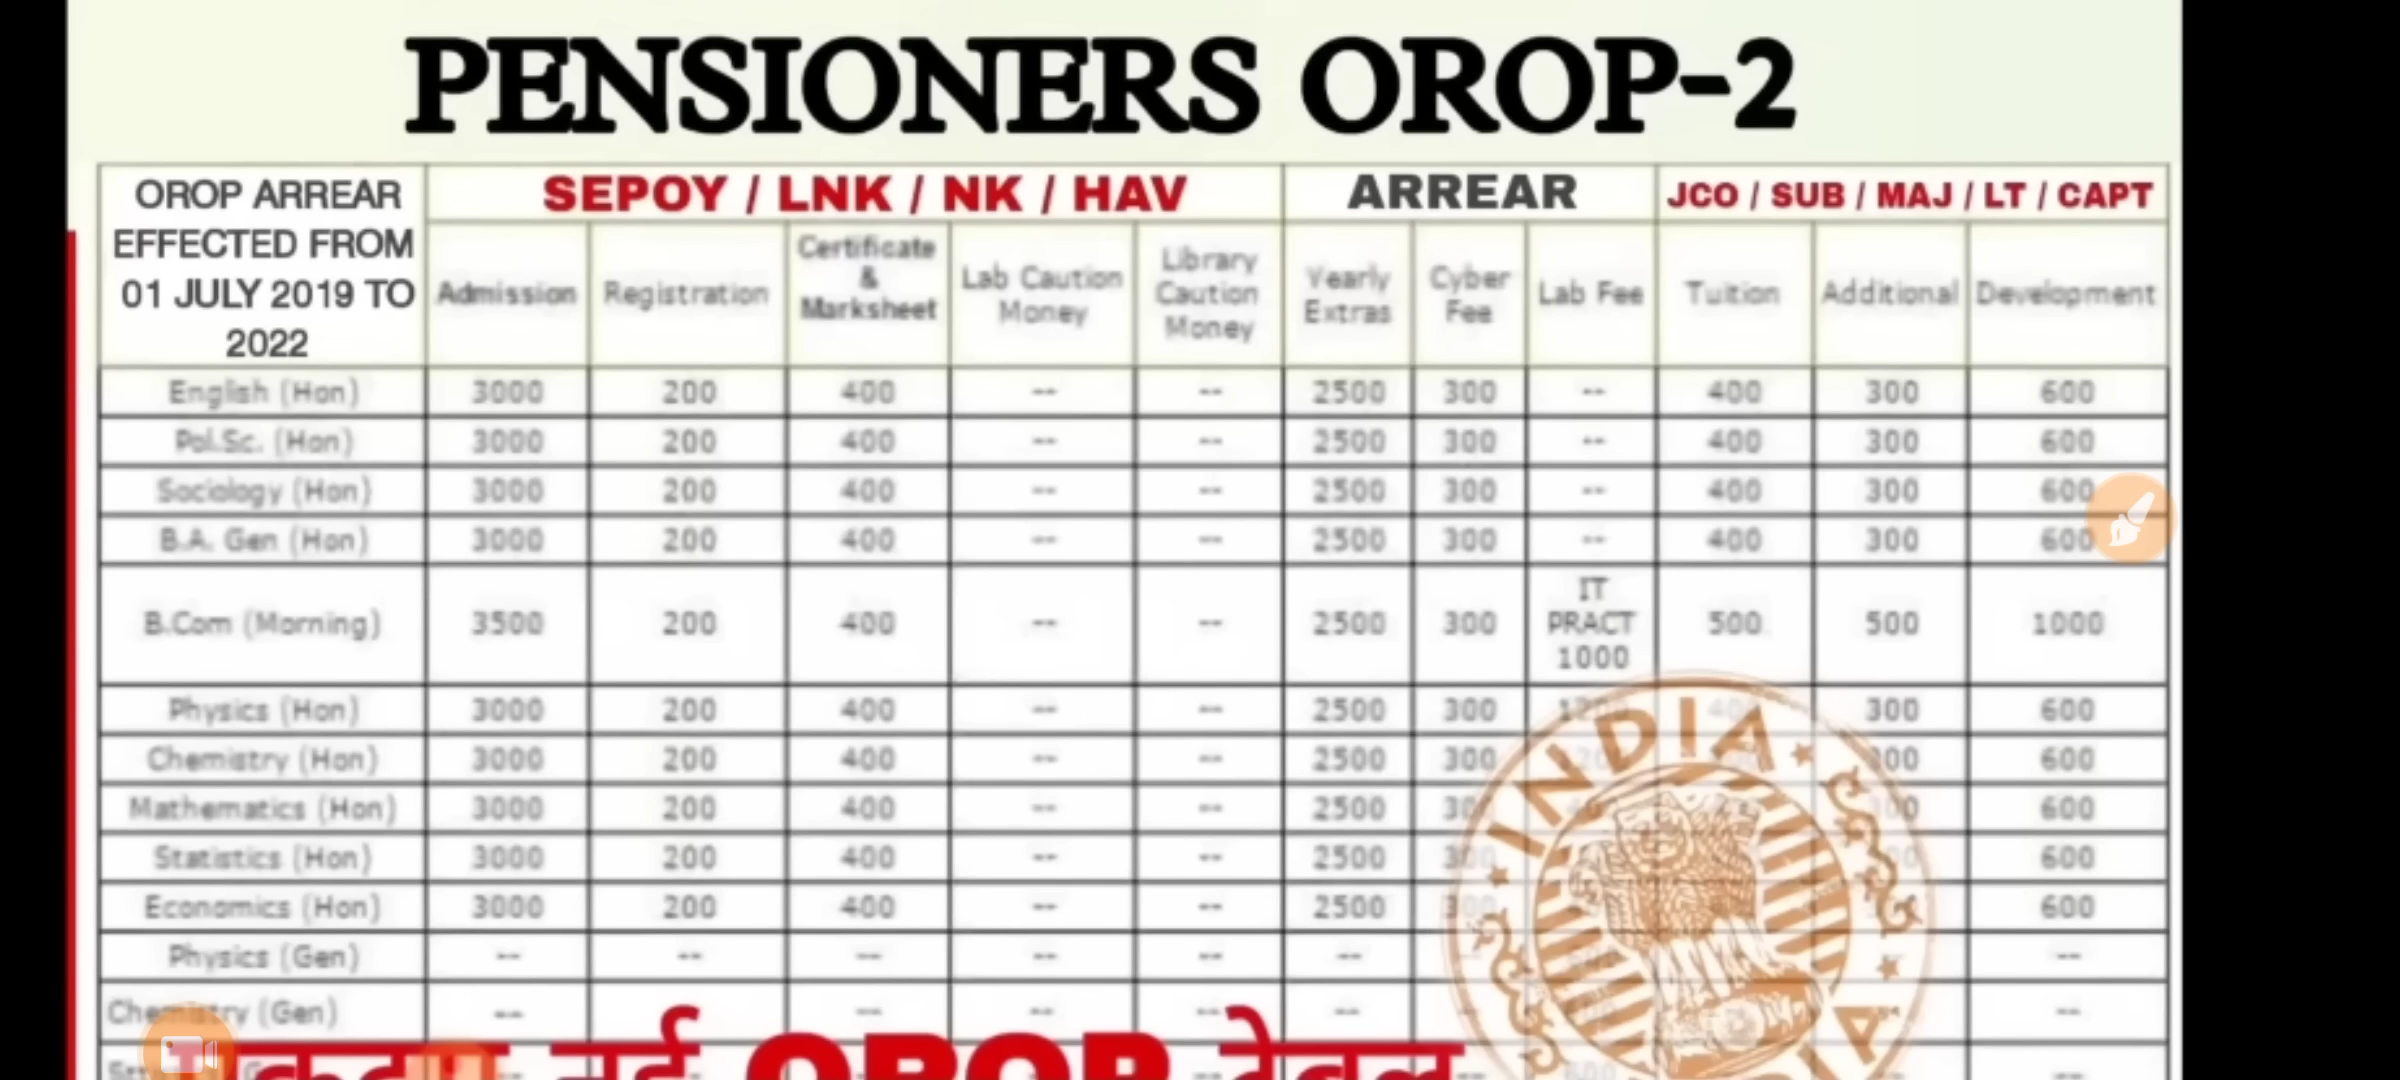 PENSIONERS OROP-2
OROP ARREAR EFFECTED FROM 01 JULY 2019 TO 2022 SEPOY / LNK / NK / HAV ARREAR JCO / SUB / MAJ / LT / CAPT
Admission Registration Certificate & Marksheet Lab Caution Money Library Caution Money Yearly Extras Cyber Fee Lab Fee Tuition Additional Development
English (Hon) 3000 200 400 -- -- 2500 300 -- 400 300 600
Pol.Sc. (Hon) 3000 200 400 -- -- 2500 300 -- 400 300 600
Sociology (Hon) 3000 200 400 -- -- 2500 300 -- 400 300 600
B.A. Gen (Hon) 3000 200 400 -- -- 2500 300 -- 400 300 600
B.Com (Morning) 3500 200 400 -- -- 2500 300 IT PRACT 1000 500 500 1000
Physics (Hon) 3000 200 400 -- -- 2500 300 300 600
Chemistry (Hon) 3000 200 400 -- -- 2500 300 600
Mathematics (Hon) 3000 200 400 -- -- 2500 600
Statistics (Hon) 3000 200 400 -- -- 2500 600
Economics (Hon) 3000 200 400 -- -- 2500 600
Physics (Gen) -- -- -- -- -- -- --
Chemistry (Gen) -- -- -- -- -- --
INDIA
नई OROP टेबल